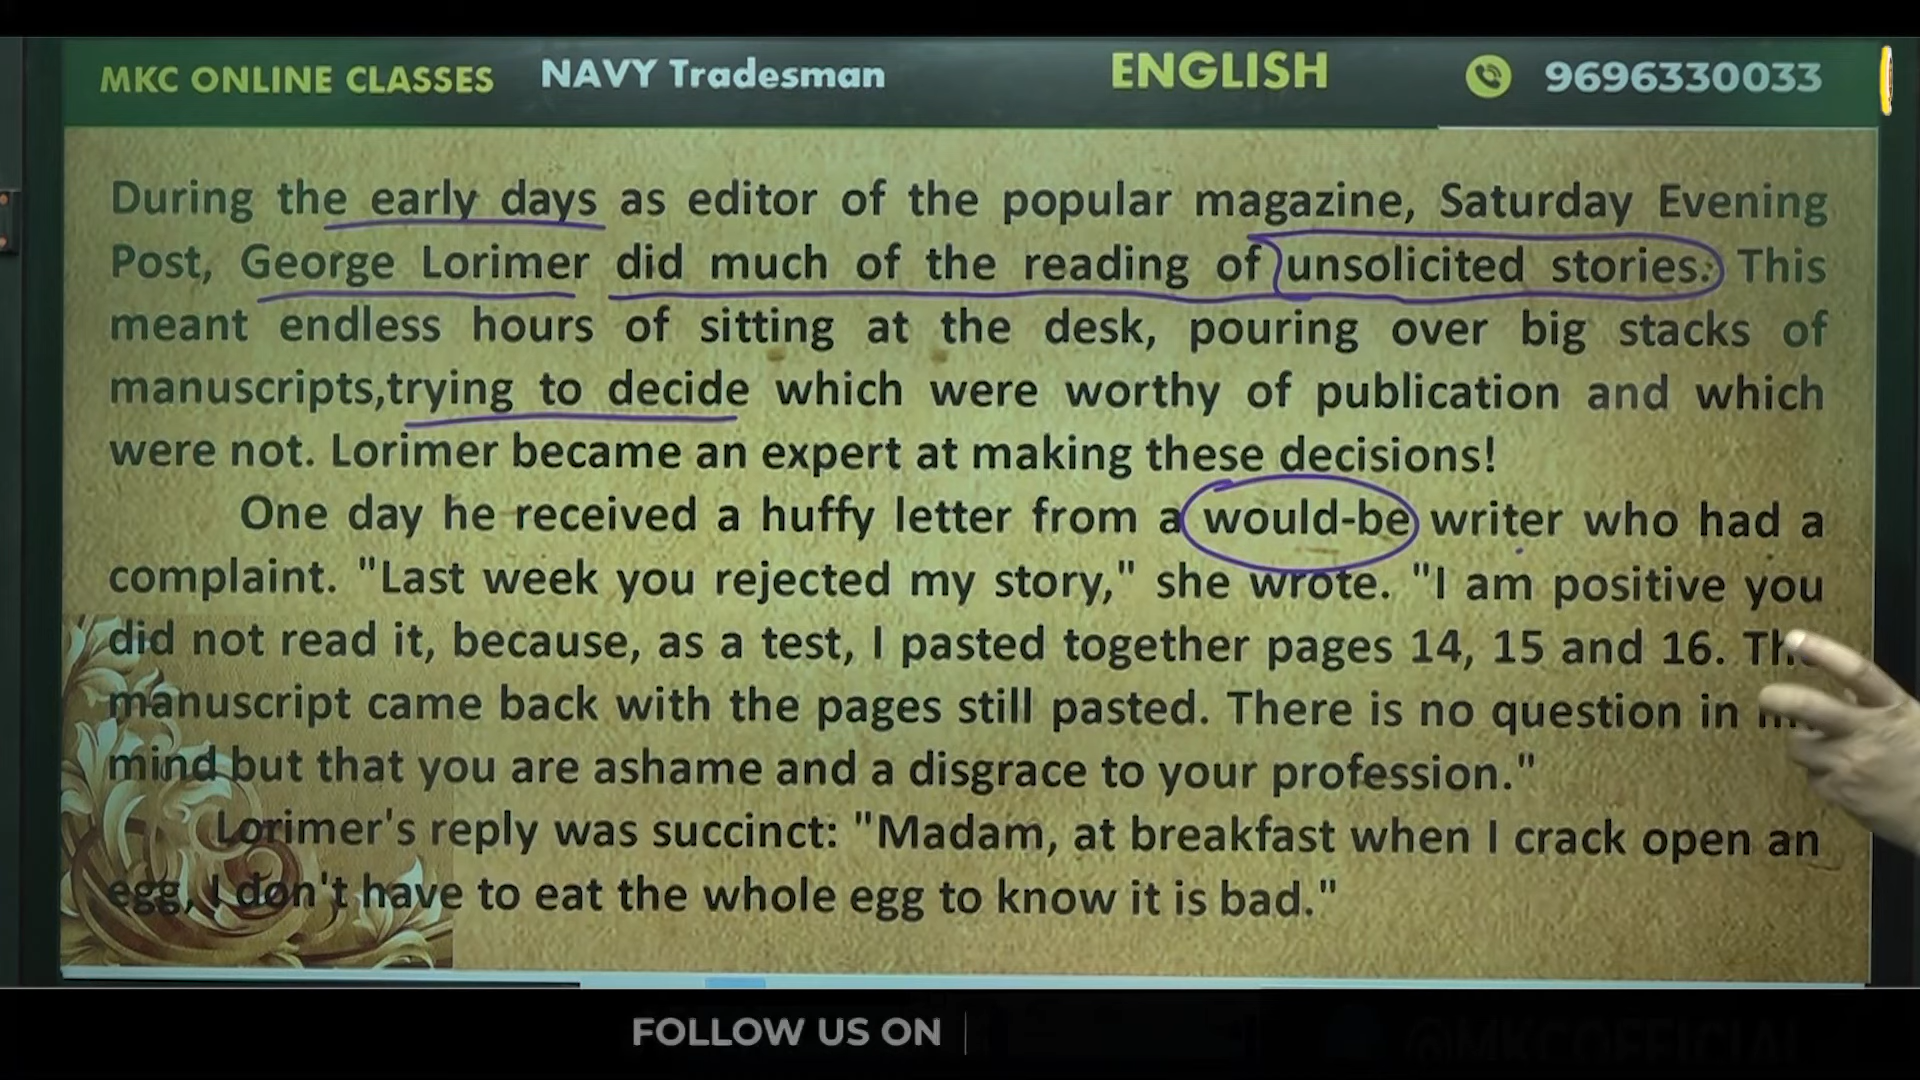 MKC ONLINE CLASSES NAVY Tradesman ENGLISH 9696330033
During the early days as editor of the popular magazine, Saturday Evening
Post, George Lorimer did much of the reading of unsolicited stories. This
meant endless hours of sitting at the desk, pouring over big stacks of
manuscripts,trying to decide which were worthy of publication and which
were not. Lorimer became an expert at making these decisions!
One day he received a huffy letter from a would-be writer who had a
complaint. "Last week you rejected my story," she wrote. "I am positive you
did not read it, because, as a test, I pasted together pages 14, 15 and 16.
manuscript came back with the pages still pasted. There is no question in
mind but that you are ashame and a disgrace to your profession."
Lorimer's reply was succinct: "Madam, at breakfast when I crack open an
egg, I don't have to eat the whole egg to know it is bad."
FOLLOW US ON